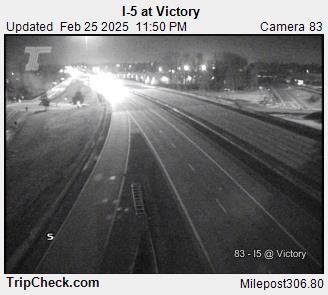 I-5 at Victory
Updated Feb 25 2025 11:50 PM Camera 83
T
S
83 - I5 @ Victory
TripCheck.com Milepost306.80